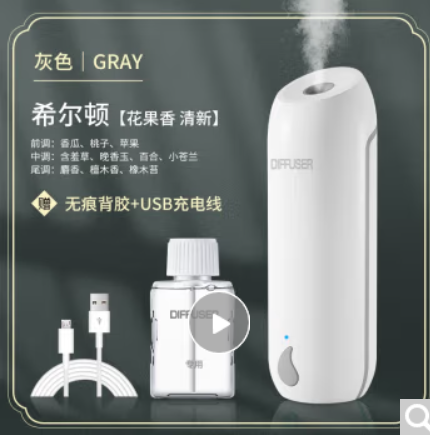 灰色｜GRAY
希尔顿【花果香 清新】
前调：香瓜、桃子、苹果
中调：含羞草、晚香玉、百合、小苍兰
尾调：麝香、檀木香、橡木苔
赠 无痕背胶+USB充电线
DIFFUSER
DIFFUSER
专用